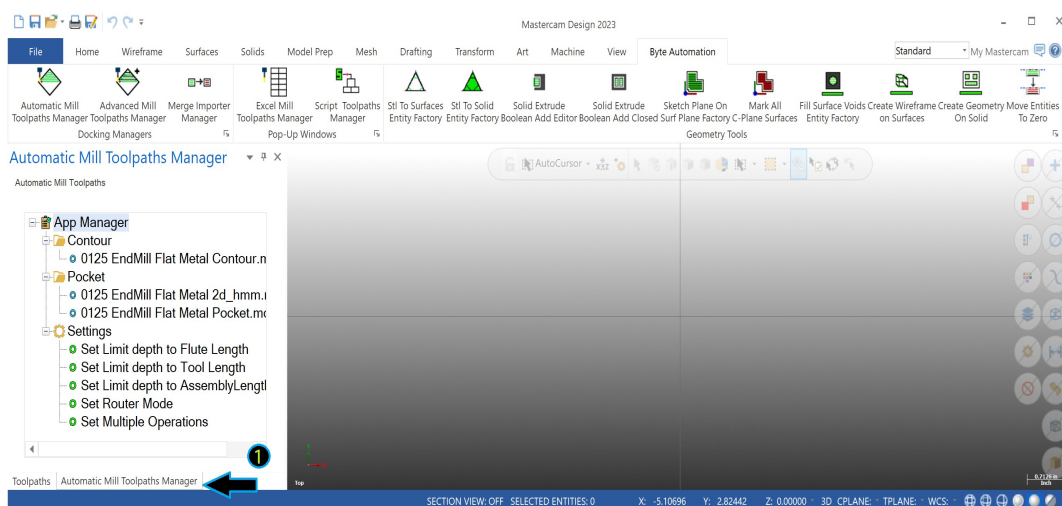 Mastercam Design 2023
File Home Wireframe Surfaces Solids Model Prep Mesh Drafting Transform Art Machine View Byte Automation Standard My Mastercam
Automatic Mill Advanced Mill Merge Importer Excel Mill Script Toolpaths Stl To Surfaces Stl To Solid Solid Extrude Solid Extrude Sketch Plane On Mark All Fill Surface Voids Create Wireframe Create Geometry Move Entities
Toolpaths Manager Toolpaths Manager Manager Toolpaths Manager Manager Entity Factory Entity Factory Boolean Add Editor Boolean Add Closed Surf Plane Factory C-Plane Surfaces Entity Factory on Surfaces On Solid To Zero
Docking Managers Pop-Up Windows Geometry Tools
Automatic Mill Toolpaths Manager
AutoCursor
Automatic Mill Toolpaths
App Manager
Contour
0125 EndMill Flat Metal Contour.m
Pocket
0125 EndMill Flat Metal 2d_hmm.
0125 EndMill Flat Metal Pocket.mc
Settings
Set Limit depth to Flute Length
Set Limit depth to Tool Length
Set Limit depth to AssemblyLengt
Set Router Mode
Set Multiple Operations
1
Toolpaths Automatic Mill Toolpaths Manager
Top
0.7126 in
Inch
SECTION VIEW: OFF SELECTED ENTITIES: 0 X: -5.10696 Y: 2.82442 Z: 0.00000 3D CPLANE: TPLANE: WCS: